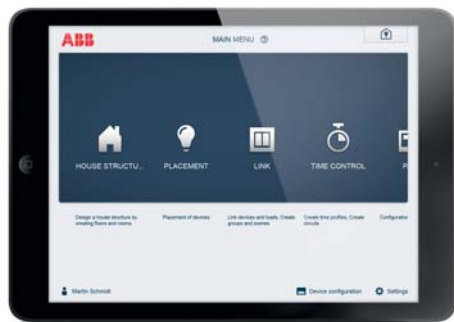 ABB
MAIN MENU ?
HOUSE STRUCTU...
PLACEMENT
LINK
TIME CONTROL
Design a house structure by
creating floors and rooms.
Placement of devices
Link devices and loads, Create
groups and scenes
Create time profiles, Create
circuits
Configuratio
Martin Schmidt
Device configuration
Settings